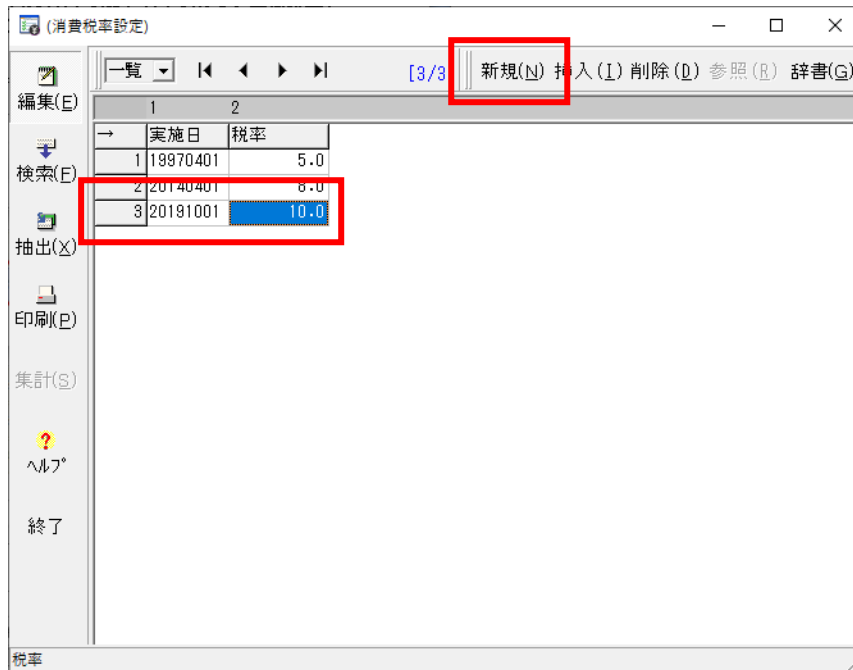 (消費税率設定)
編集(E)
検索(F)
抽出(X)
印刷(P)
集計(S)
ヘルプ
終了
一覧 [3/3 新規(N) 挿入(I) 削除(D) 参照(R) 辞書(G)
1 2
→ 実施日 税率
1 19970401 5.0
2 20140401 8.0
3 20191001 10.0
税率